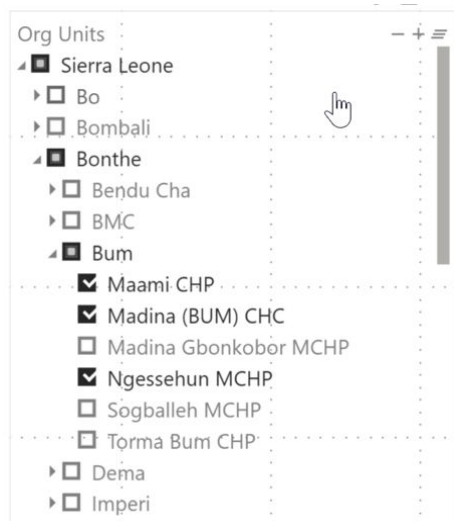 Org Units
Sierra Leone
Bo
Bombali
Bonthe
Bendu Cha
BMC
Bum
Maami CHP
Madina (BUM) CHC
Madina Gbonkobor MCHP
Ngessehun MCHP
Sogballeh MCHP
Torma Bum CHP
Dema
Imperi